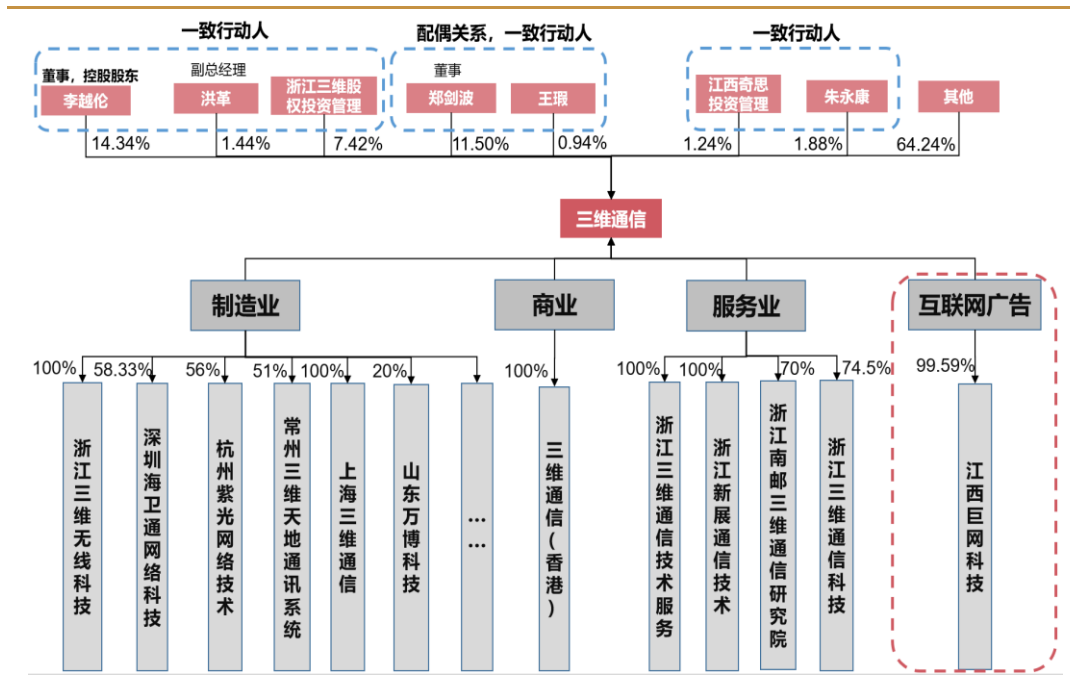 一致行动人
配偶关系，一致行动人
一致行动人
董事，控股股东
副总经理
董事
李越伦
洪革
浙江三维股
权投资管理
郑剑波
王瑕
江西奇思
投资管理
朱永康
其他
14.34%
1.44%
7.42%
11.50%
0.94%
1.24%
1.88%
64.24%
三维通信
制造业
商业
服务业
互联网广告
100%
58.33%
56%
51%
100%
20%
100%
100%
100%
70%
74.5%
99.59%
浙江三维无线科技
深圳海卫通网络科技
杭州紫光网络技术
常州三维天地通讯系统
上海三维通信
山东万博科技
……
三维通信(香港)
浙江三维通信技术服务
浙江新展通信技术
浙江南邮三维通信研究院
浙江三维通信科技
江西巨网科技